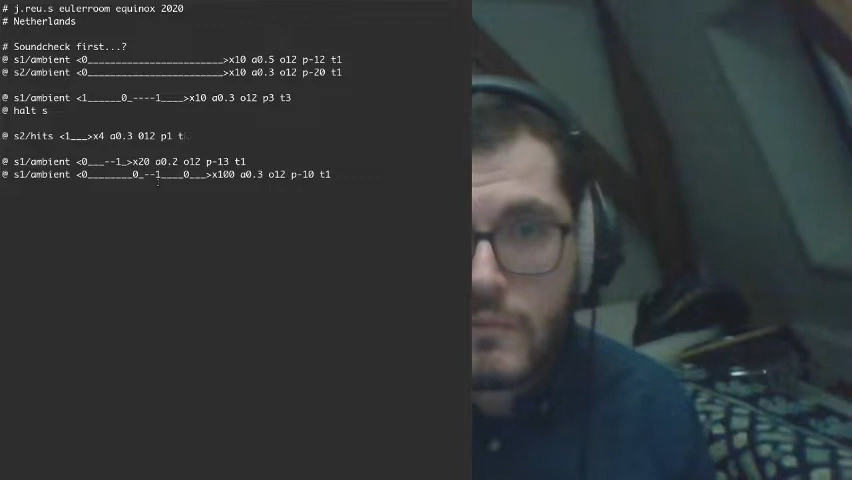 # j.reu.s eulerroom equinox 2020
# Netherlands
# Soundcheck first...?
@ s1/ambient <0________________________>x10 a0.5 o12 p-12 t1
@ s2/ambient <0________________________>x10 a0.3 o12 p-20 t1
@ s1/ambient <1______0_----1____>x10 a0.3 o12 p3 t3
@ halt s
@ s2/hits <1___>x4 a0.3 012 p1 t
@ s1/ambient <0___--1_>x20 a0.2 o12 p-13 t1
@ s1/ambient <0________0_--1____0___>x100 a0.3 o12 p-10 t1